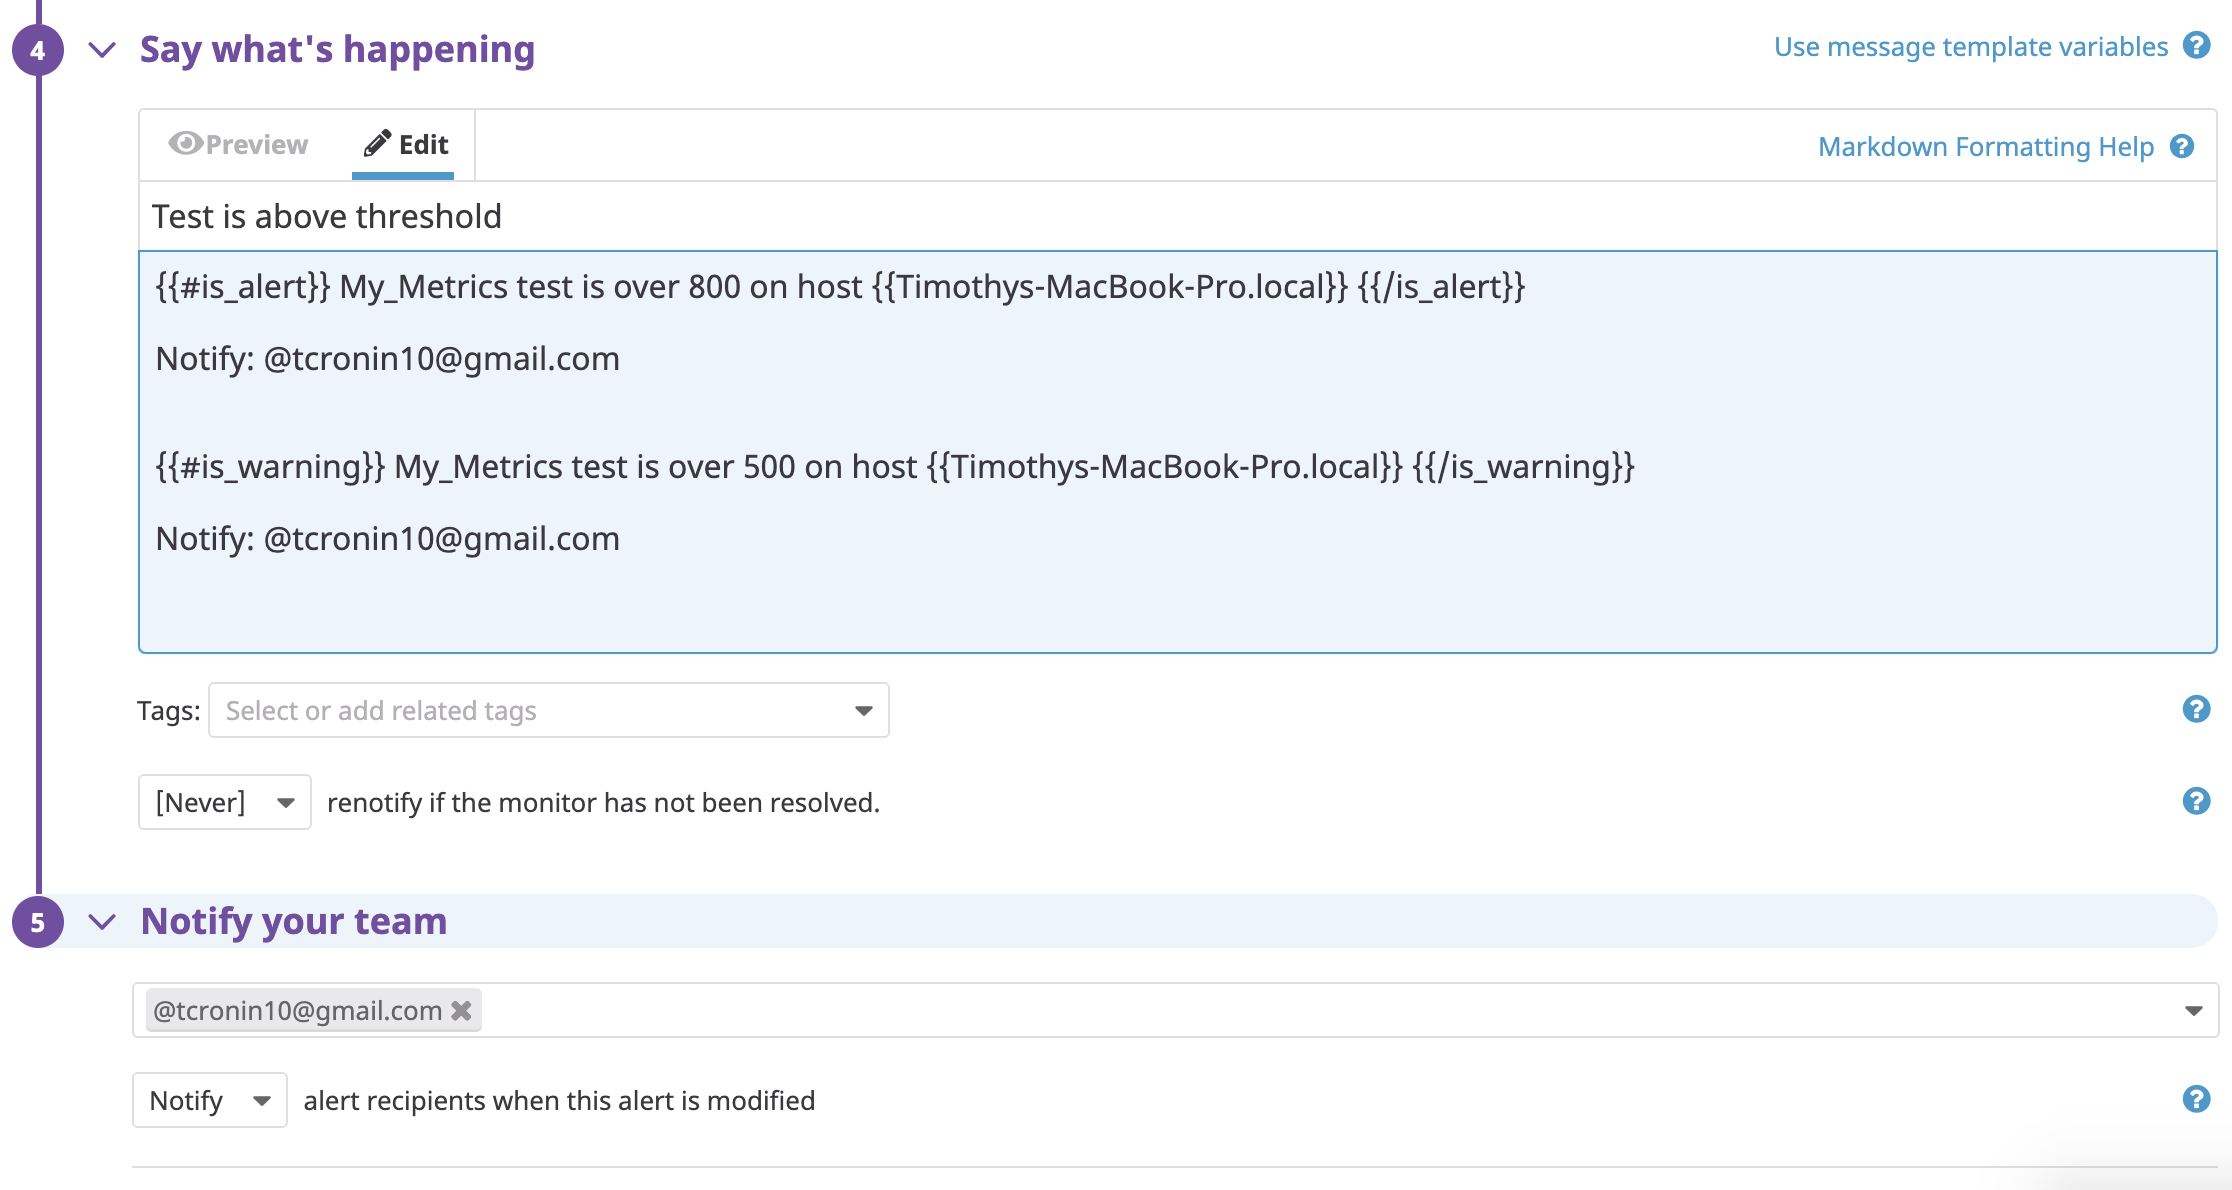 4 Say what's happening Use message template variables ?
Preview Edit Markdown Formatting Help ?
Test is above threshold
{{#is_alert}} My_Metrics test is over 800 on host {{Timothys-MacBook-Pro.local}} {{/is_alert}}
Notify: @tcronin10@gmail.com
{{#is_warning}} My_Metrics test is over 500 on host {{Timothys-MacBook-Pro.local}} {{/is_warning}}
Notify: @tcronin10@gmail.com
Tags: Select or add related tags ?
[Never] renotify if the monitor has not been resolved. ?
5 Notify your team
@tcronin10@gmail.com
Notify alert recipients when this alert is modified ?